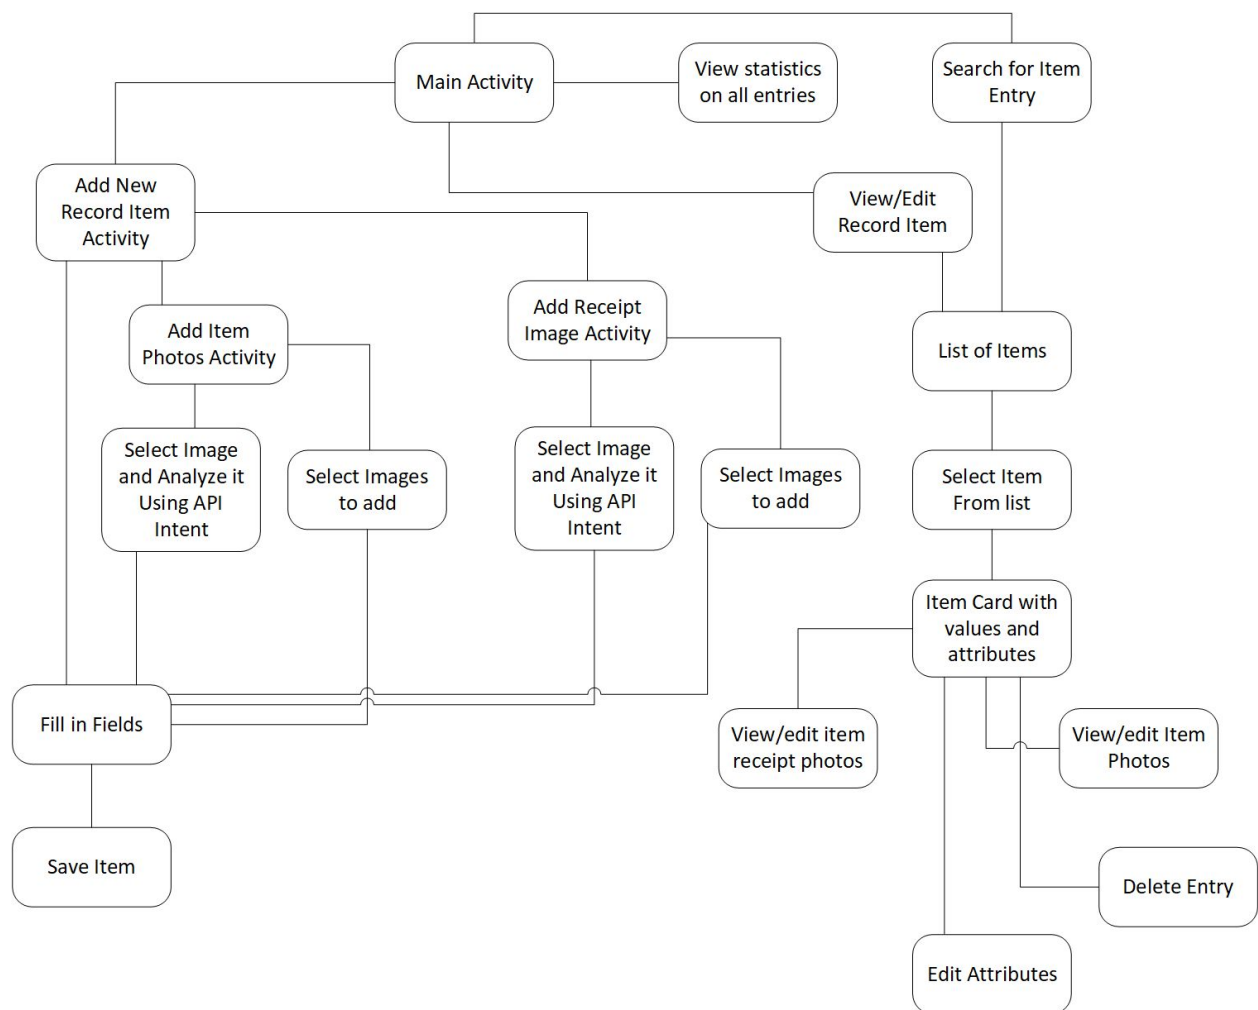 Main Activity
View statistics
on all entries
Search for Item
Entry
Add New
Record Item
Activity
View/Edit
Record Item
Add Item
Photos Activity
Add Receipt
Image Activity
List of Items
Select Image
and Analyze it
Using API
Intent
Select Images
to add
Select Image
and Analyze it
Using API
Intent
Select Images
to add
Select Item
From list
Item Card with
values and
attributes
Fill in Fields
View/edit item
receipt photos
View/edit Item
Photos
Save Item
Delete Entry
Edit Attributes